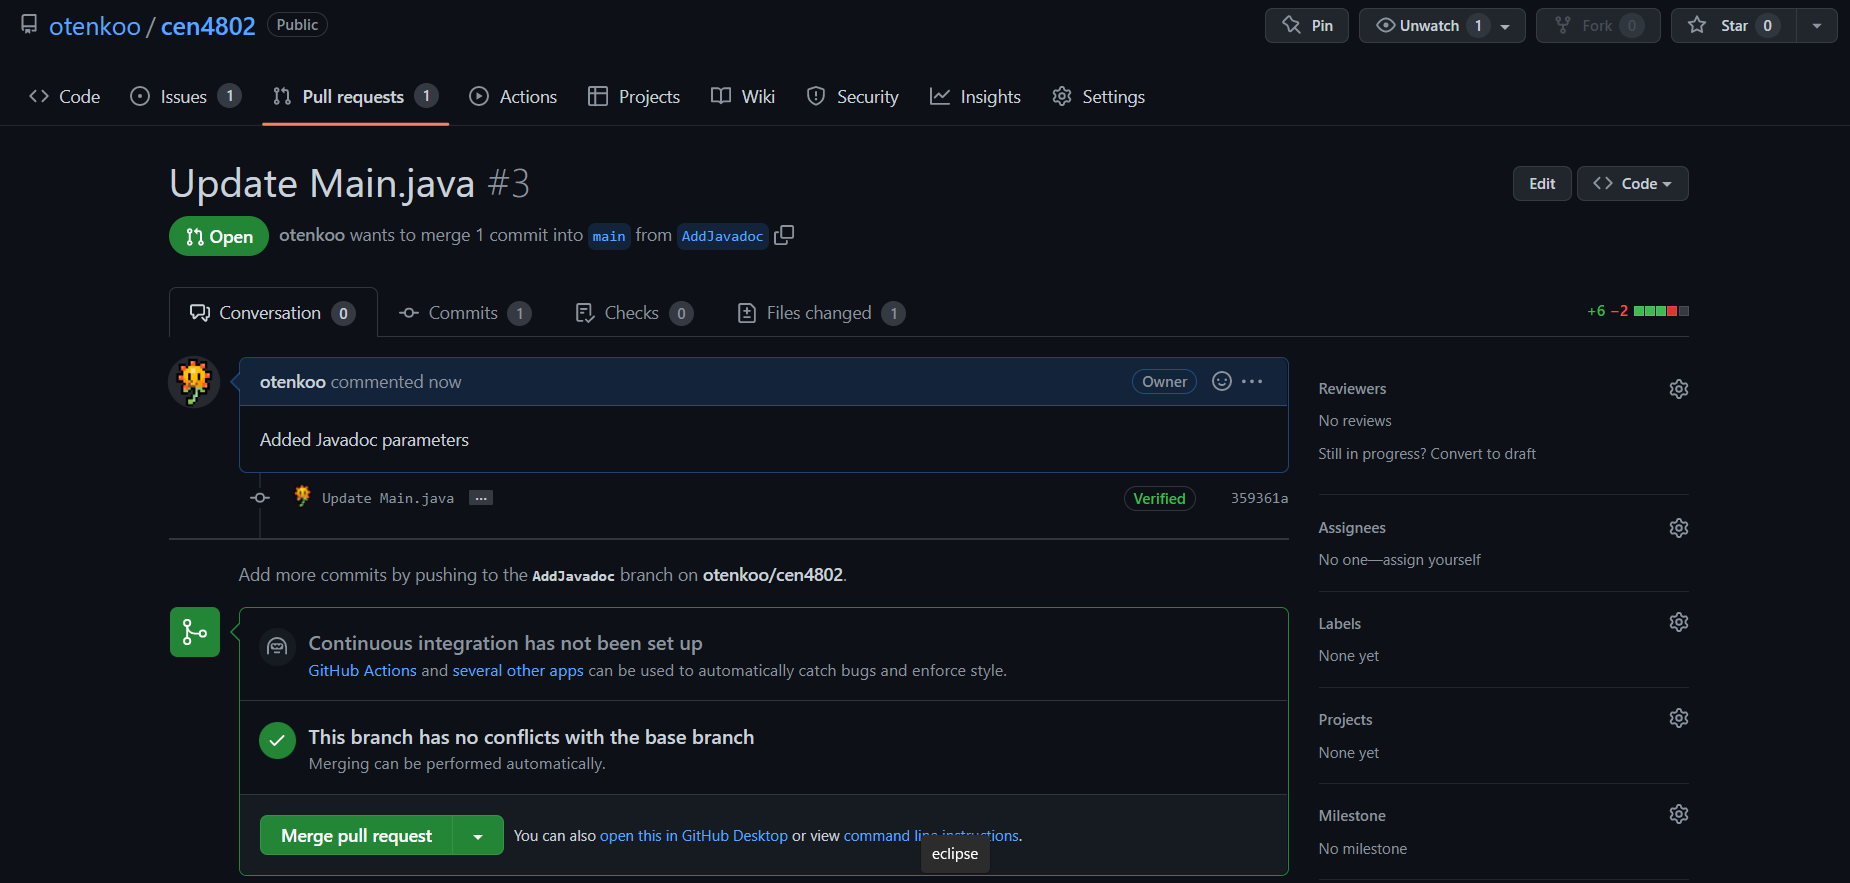 otenkoo / cen4802 Public
Pin
Unwatch 1
Fork 0
Star 0
Code
Issues 1
Pull requests 1
Actions
Projects
Wiki
Security
Insights
Settings
Update Main.java #3
Edit
Code
Open
otenkoo wants to merge 1 commit into main from AddJavadoc
Conversation 0
Commits 1
Checks 0
Files changed 1
+6 −2
otenkoo commented now
Owner
Added Javadoc parameters
Update Main.java ...
Verified
359361a
Add more commits by pushing to the AddJavadoc branch on otenkoo/cen4802.
Continuous integration has not been set up
GitHub Actions and several other apps can be used to automatically catch bugs and enforce style.
This branch has no conflicts with the base branch
Merging can be performed automatically.
Merge pull request
You can also open this in GitHub Desktop or view command line instructions.
eclipse
Reviewers
No reviews
Still in progress? Convert to draft
Assignees
No one—assign yourself
Labels
None yet
Projects
None yet
Milestone
No milestone